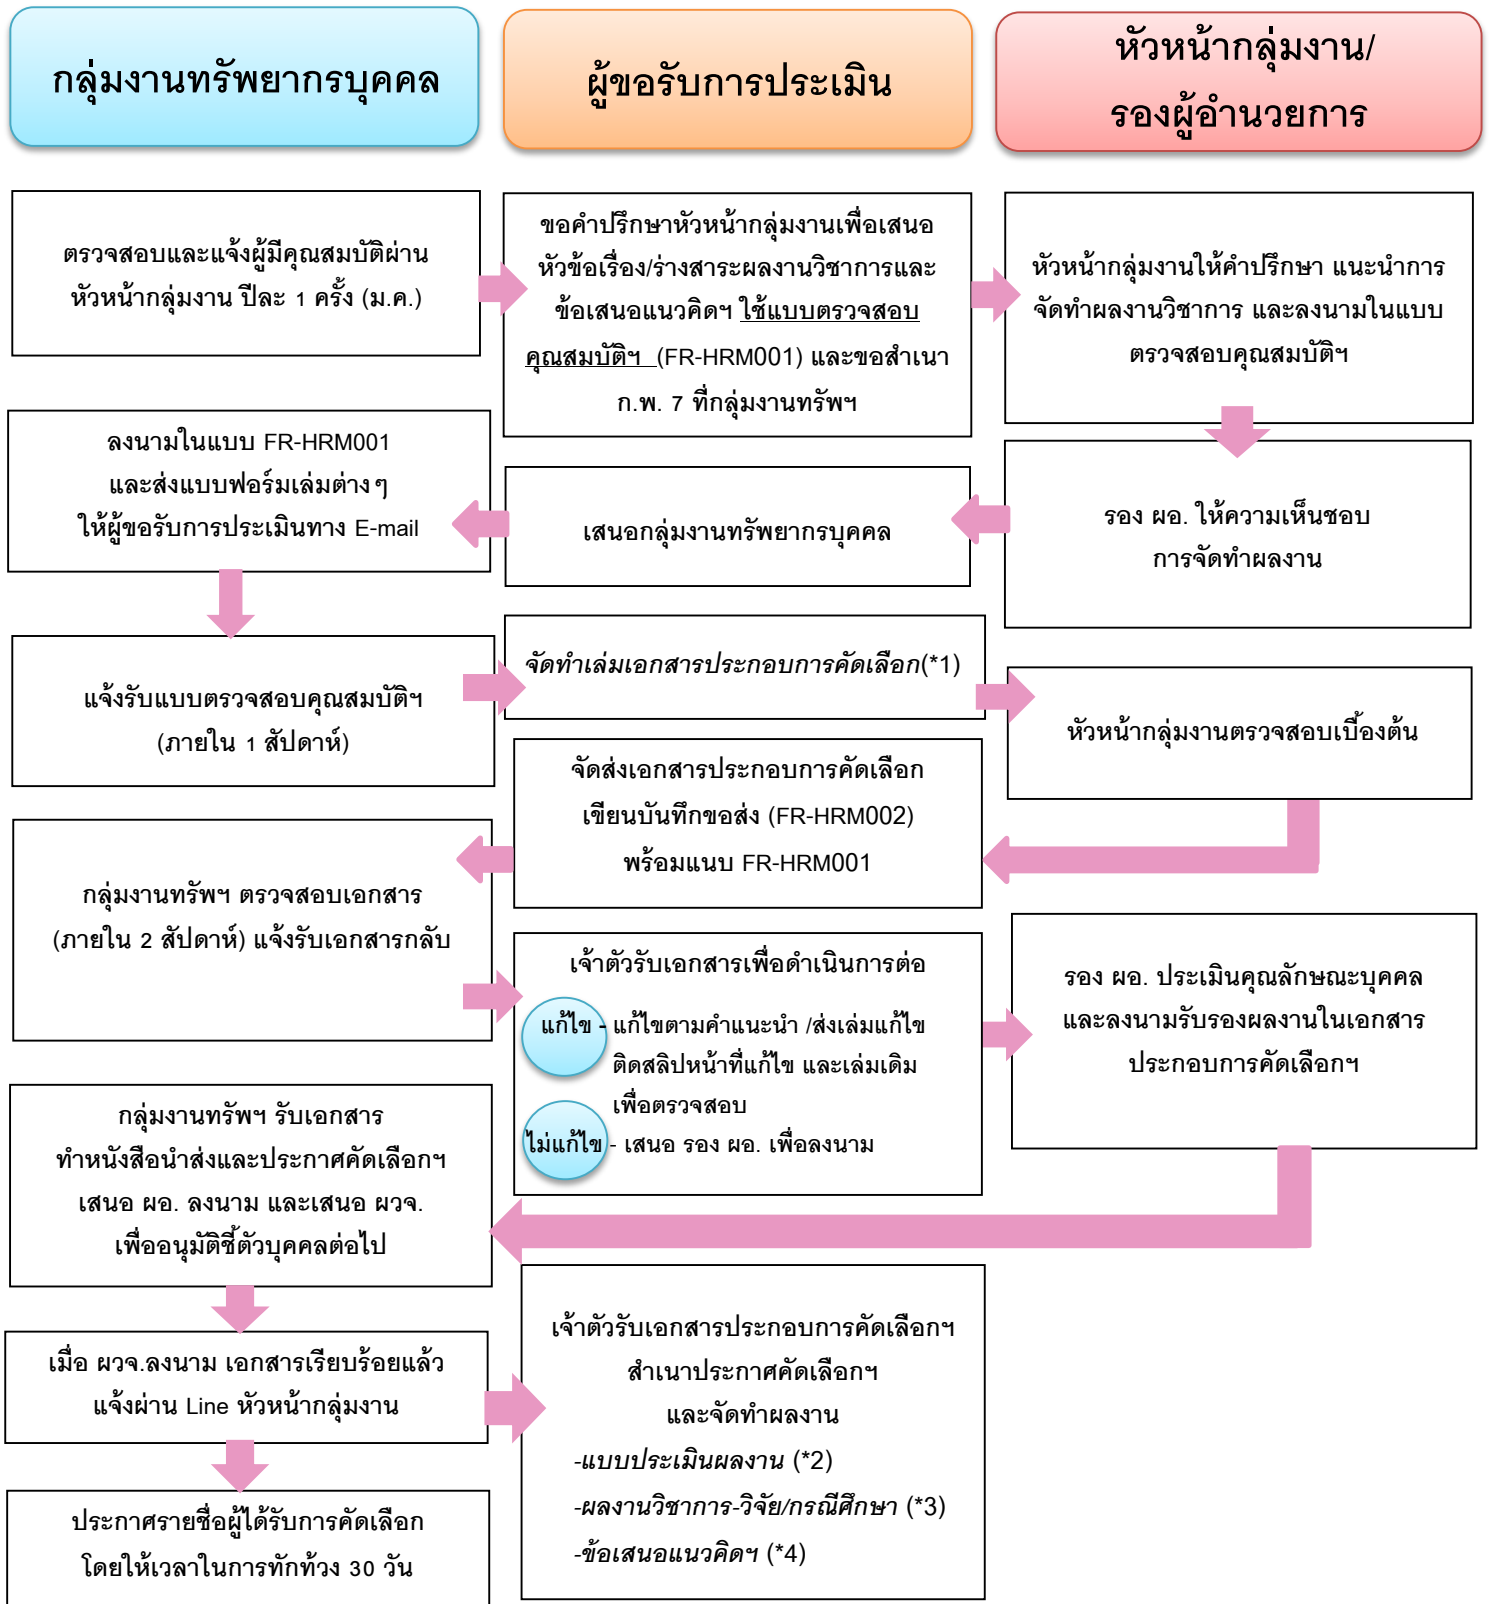 กลุ่มงานทรัพยากรบุคคล
ผู้ขอรับการประเมิน
หัวหน้ากลุ่มงาน/
รองผู้อำนวยการ
ตรวจสอบและแจ้งผู้มีคุณสมบัติผ่าน
หัวหน้ากลุ่มงาน ปีละ 1 ครั้ง (ม.ค.)
ขอคำปรึกษาหัวหน้ากลุ่มงานเพื่อเสนอ
หัวข้อเรื่อง/ร่างสาระผลงานวิชาการและ
ข้อเสนอแนวคิดฯ ใช้แบบตรวจสอบ
คุณสมบัติฯ (FR-HRM001) และขอสำเนา
ก.พ. 7 ที่กลุ่มงานทรัพฯ
หัวหน้ากลุ่มงานให้คำปรึกษา แนะนำการ
จัดทำผลงานวิชาการ และลงนามในแบบ
ตรวจสอบคุณสมบัติฯ
รอง ผอ. ให้ความเห็นชอบ
การจัดทำผลงาน
เสนอกลุ่มงานทรัพยากรบุคคล
ลงนามในแบบ FR-HRM001
และส่งแบบฟอร์มเล่มต่างๆ
ให้ผู้ขอรับการประเมินทาง E-mail
แจ้งรับแบบตรวจสอบคุณสมบัติฯ
(ภายใน 1 สัปดาห์)
จัดทำเล่มเอกสารประกอบการคัดเลือก(*1)
หัวหน้ากลุ่มงานตรวจสอบเบื้องต้น
จัดส่งเอกสารประกอบการคัดเลือก
เขียนบันทึกขอส่ง (FR-HRM002)
พร้อมแนบ FR-HRM001
กลุ่มงานทรัพฯ ตรวจสอบเอกสาร
(ภายใน 2 สัปดาห์) แจ้งรับเอกสารกลับ
เจ้าตัวรับเอกสารเพื่อดำเนินการต่อ
แก้ไข - แก้ไขตามคำแนะนำ /ส่งเล่มแก้ไข
ติดสลิปหน้าที่แก้ไข และเล่มเดิม
เพื่อตรวจสอบ
ไม่แก้ไข - เสนอ รอง ผอ. เพื่อลงนาม
รอง ผอ. ประเมินคุณลักษณะบุคคล
และลงนามรับรองผลงานในเอกสาร
ประกอบการคัดเลือกฯ
กลุ่มงานทรัพฯ รับเอกสาร
ทำหนังสือนำส่งและประกาศคัดเลือกฯ
เสนอ ผอ. ลงนาม และเสนอ ผวจ.
เพื่ออนุมัติชี้ตัวบุคคลต่อไป
เมื่อ ผวจ.ลงนาม เอกสารเรียบร้อยแล้ว
แจ้งผ่าน Line หัวหน้ากลุ่มงาน
เจ้าตัวรับเอกสารประกอบการคัดเลือกฯ
สำเนาประกาศคัดเลือกฯ
และจัดทำผลงาน
-แบบประเมินผลงาน (*2)
-ผลงานวิชาการ-วิจัย/กรณีศึกษา (*3)
-ข้อเสนอแนวคิดฯ (*4)
ประกาศรายชื่อผู้ได้รับการคัดเลือก
โดยให้เวลาในการทักท้วง 30 วัน